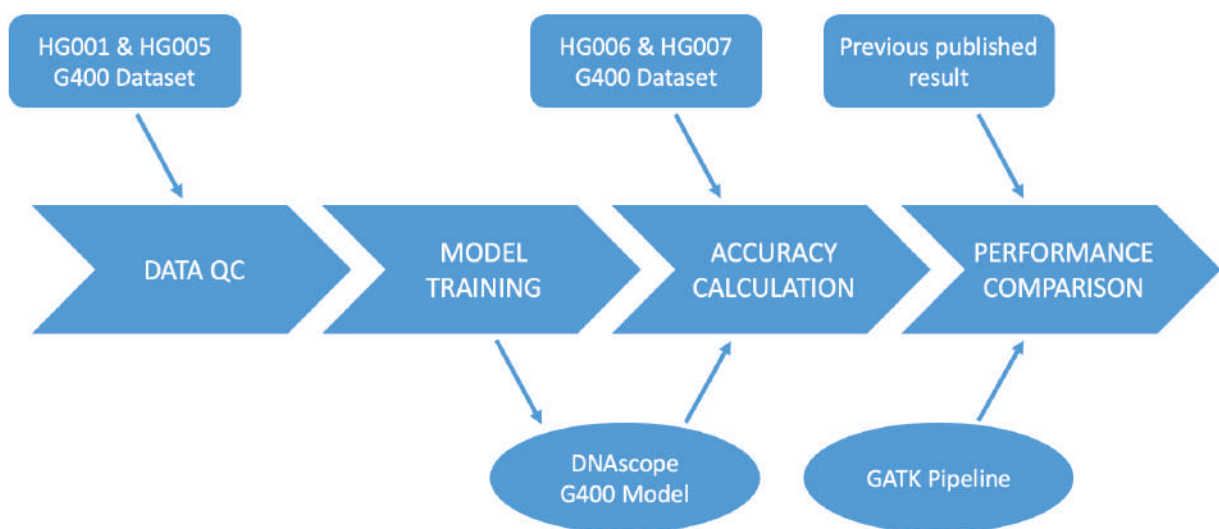 HG001 & HG005
G400 Dataset
HG006 & HG007
G400 Dataset
Previous published
result
DATA QC
MODEL
TRAINING
ACCURACY
CALCULATION
PERFORMANCE
COMPARISON
DNAscope
G400 Model
GATK Pipeline